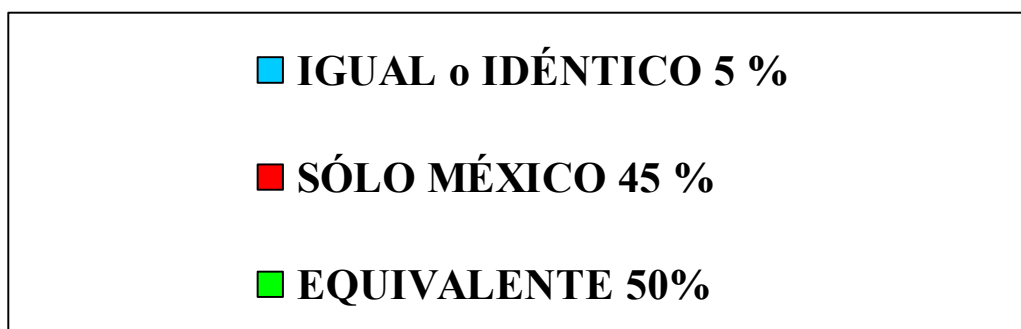 IGUAL o IDÉNTICO 5 %
SÓLO MÉXICO 45 %
EQUIVALENTE 50%